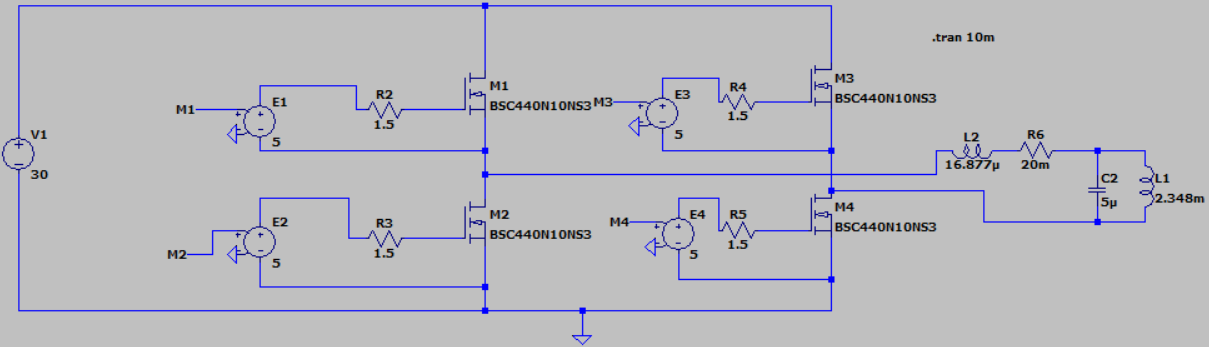 .tran 10m
M1
E1
5
R2
1.5
M1
BSC440N10NS3
M3
E3
5
R4
1.5
M3
BSC440N10NS3
V1
30
L2
16.877µ
R6
20m
C2
5µ
L1
2.348m
M2
E2
5
R3
1.5
M2
BSC440N10NS3
M4
E4
5
R5
1.5
M4
BSC440N10NS3